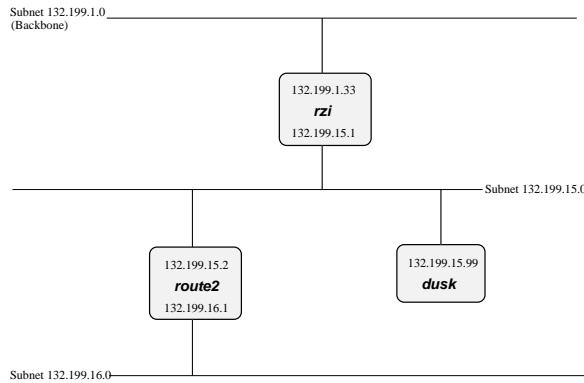 Subnet 132.199.1.0
(Backbone)
132.199.1.33
rzi
132.199.15.1
Subnet 132.199.15.0
132.199.15.2
route2
132.199.16.1
132.199.15.99
dusk
Subnet 132.199.16.0